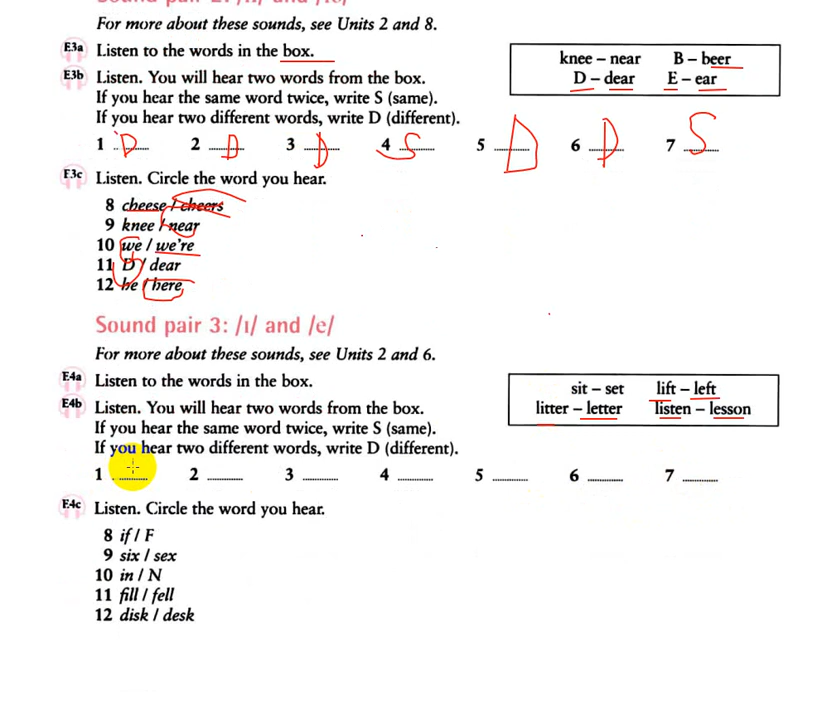 For more about these sounds, see Units 2 and 8.
E3a Listen to the words in the box.
knee – near B – beer
D – dear E – ear
E3b Listen. You will hear two words from the box.
If you hear the same word twice, write S (same).
If you hear two different words, write D (different).
1 D 2 D 3 D 4 S 5 D 6 D 7 S
E3c Listen. Circle the word you hear.
8 cheese / cheers
9 knee / near
10 we / we're
11 D / dear
12 he / here
Sound pair 3: /ɪ/ and /e/
For more about these sounds, see Units 2 and 6.
E4a Listen to the words in the box.
sit – set lift – left
litter – letter listen – lesson
E4b Listen. You will hear two words from the box.
If you hear the same word twice, write S (same).
If you hear two different words, write D (different).
1 ........ 2 ........ 3 ........ 4 ........ 5 ........ 6 ........ 7 ........
E4c Listen. Circle the word you hear.
8 if / F
9 six / sex
10 in / N
11 fill / fell
12 disk / desk